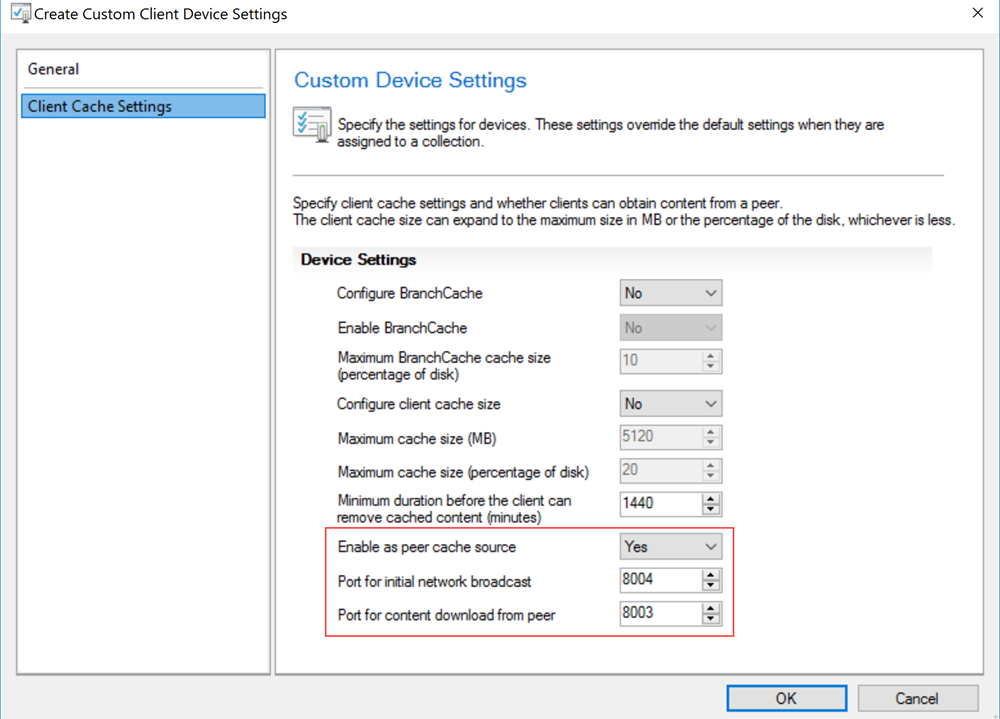 Create Custom Client Device Settings
General
Client Cache Settings
Custom Device Settings
Specify the settings for devices. These settings override the default settings when they are
assigned to a collection.
Specify client cache settings and whether clients can obtain content from a peer.
The client cache size can expand to the maximum size in MB or the percentage of the disk, whichever is less.
Device Settings
Configure BranchCache No
Enable BranchCache No
Maximum BranchCache cache size
(percentage of disk) 10
Configure client cache size No
Maximum cache size (MB) 5120
Maximum cache size (percentage of disk) 20
Minimum duration before the client can
remove cached content (minutes) 1440
Enable as peer cache source Yes
Port for initial network broadcast 8004
Port for content download from peer 8003
OK Cancel